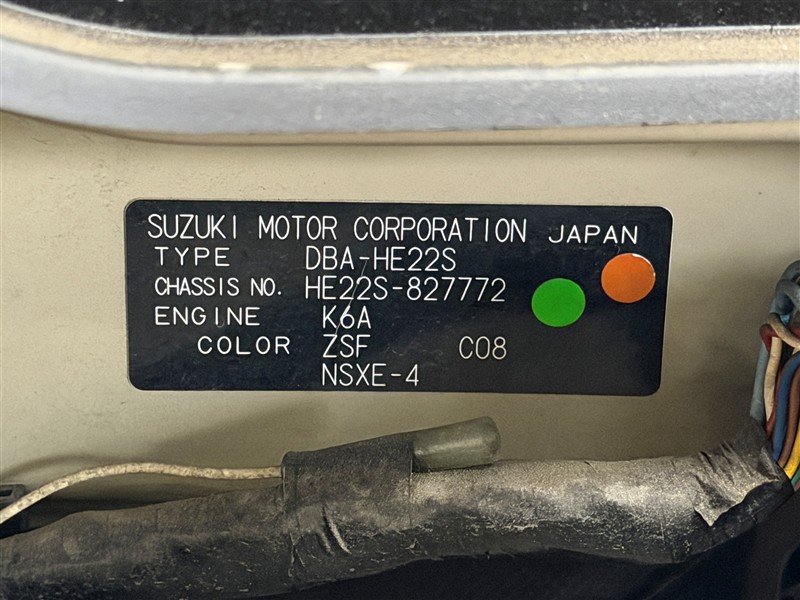 SUZUKI MOTOR CORPORATION JAPAN
TYPE DBA-HE22S
CHASSIS NO. HE22S-827772
ENGINE K6A
COLOR ZSF C08
NSXE-4